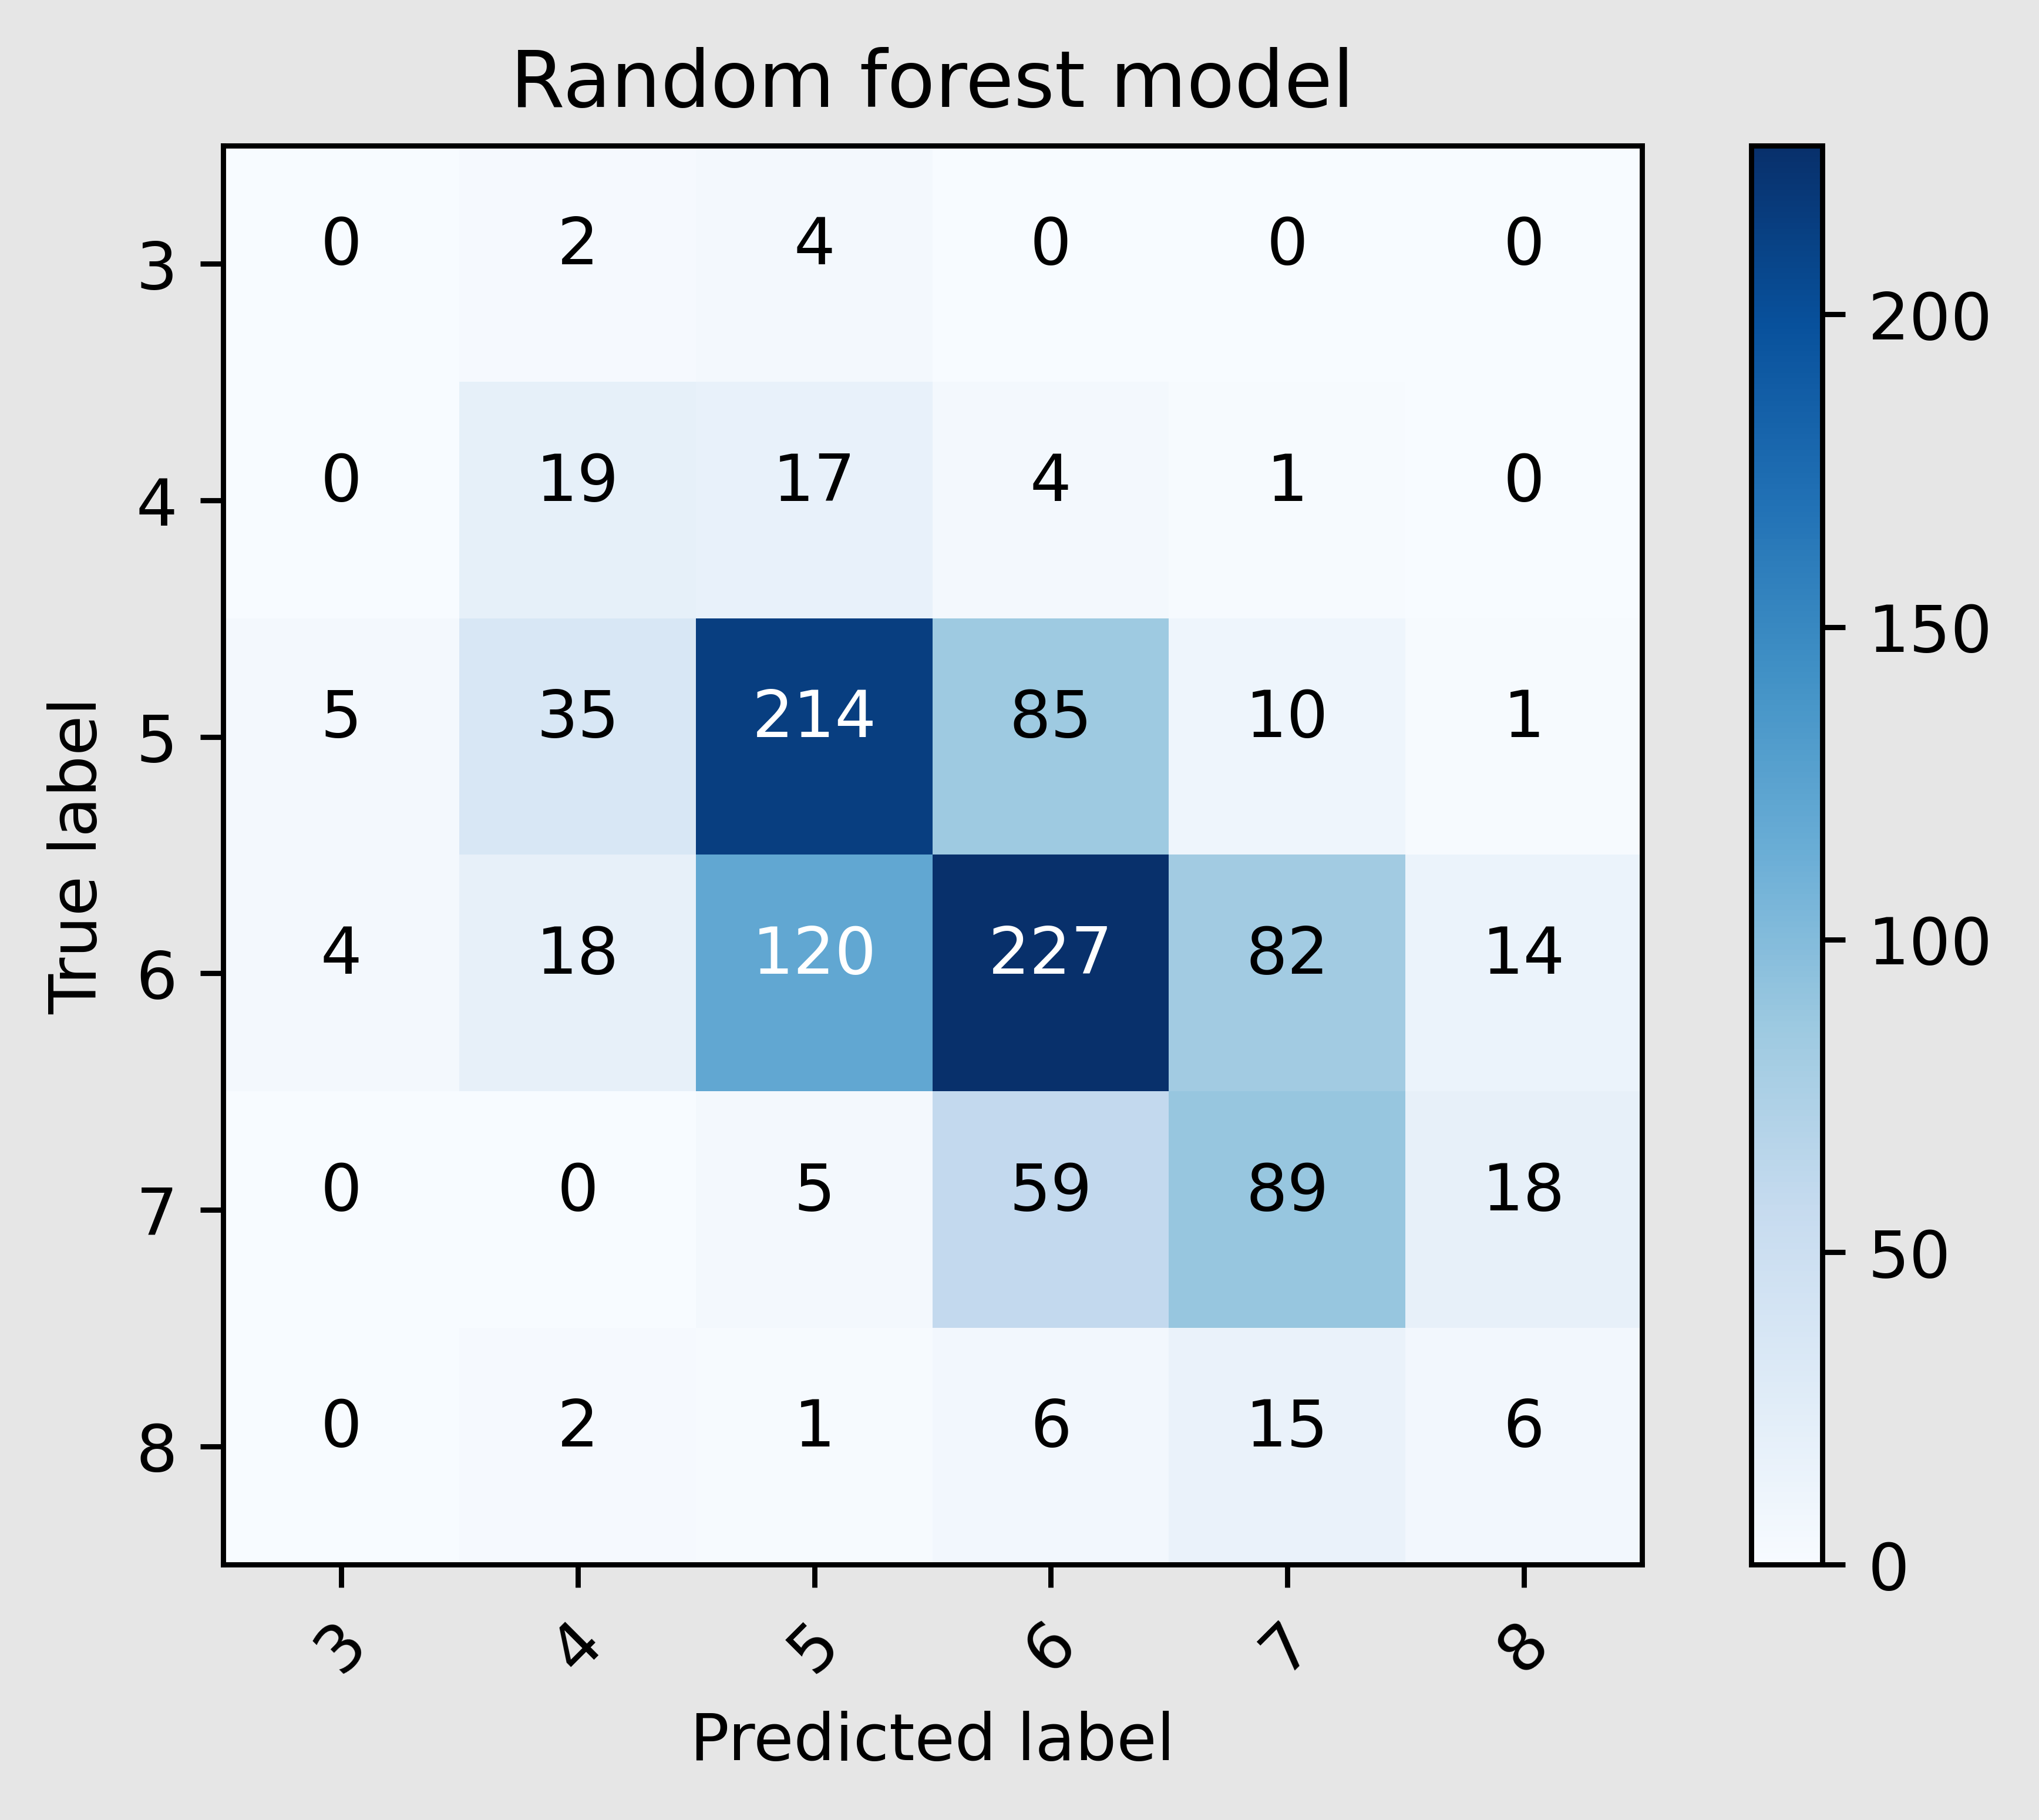 Random forest model
3 0 2 4 0 0 0
4 0 19 17 4 1 0
5 5 35 214 85 10 1
6 4 18 120 227 82 14
7 0 0 5 59 89 18
8 0 2 1 6 15 6
3 4 5 6 7 8
True label
Predicted label
200
150
100
50
0